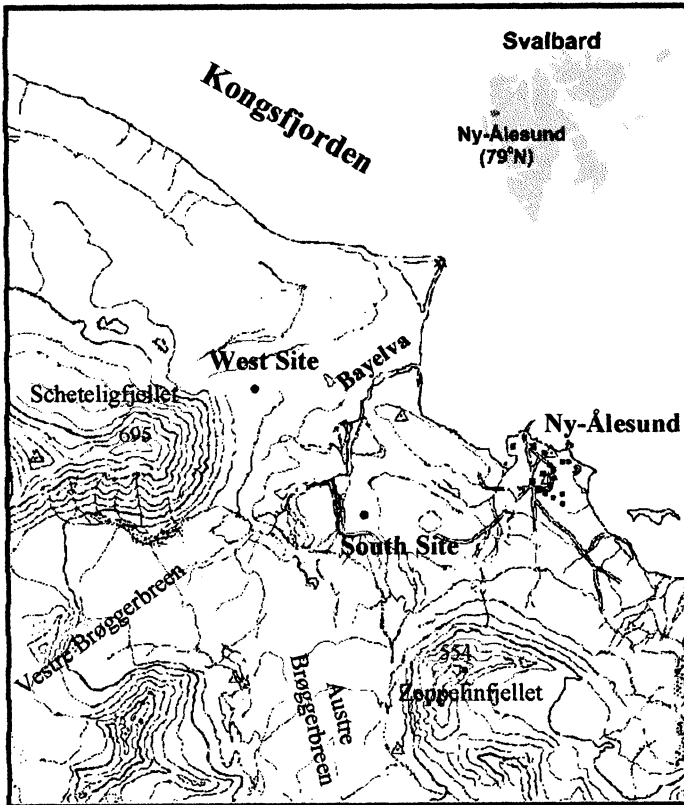 Svalbard
Kongsfjorden
Ny-Ålesund
(79°N)
West Site
Bayelva
Scheteligfjellet
695
Ny-Ålesund
South Site
Vestre Brøggerbreen
554
Zeppelinfjellet
Austre
Brøggerbreen